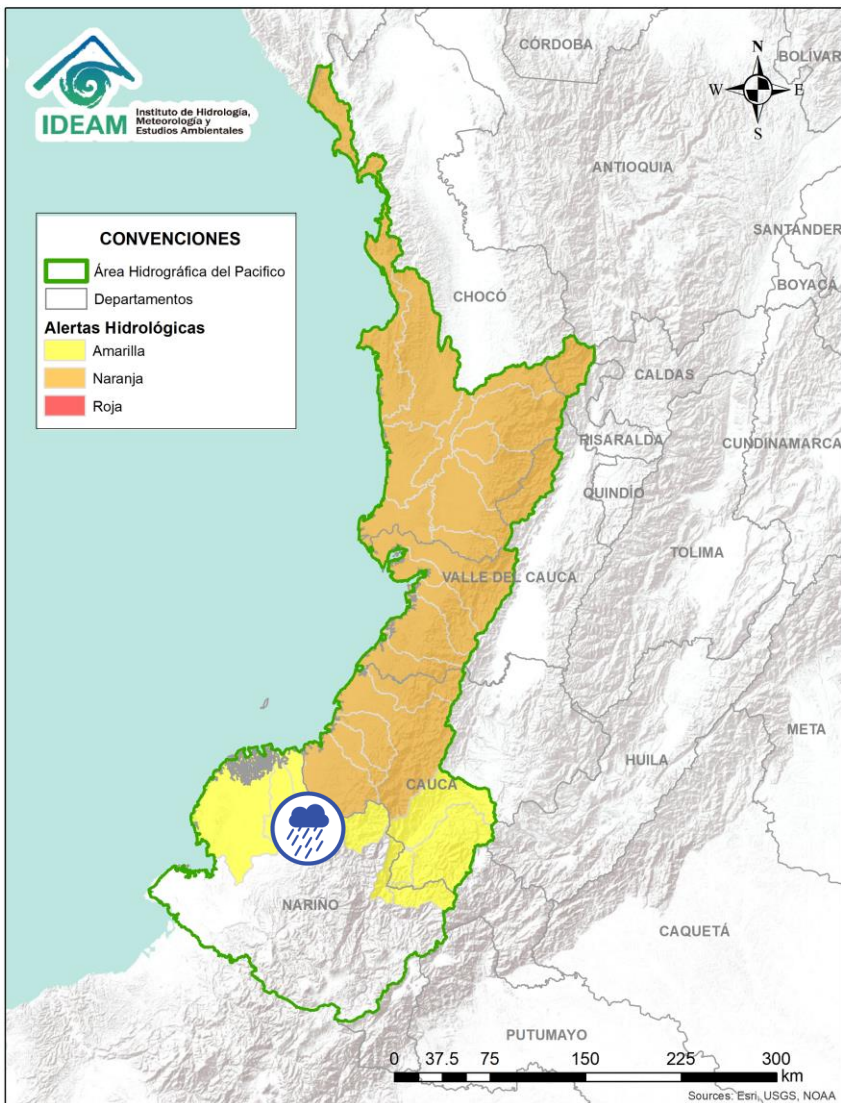 CÓRDOBA
BOLÍVAR
N
W E
S
IDEAM
Instituto de Hidrología,
Meteorología y
Estudios Ambientales
ANTIOQUIA
SANTANDER
BOYACÁ
CONVENCIONES
Área Hidrográfica del Pacifico
Departamentos
Alertas Hidrológicas
Amarilla
Naranja
Roja
CHOCÓ
CALDAS
RISARALDA
CUNDINAMARCA
QUINDÍO
TOLIMA
VALLE DEL CAUCA
META
HUILA
CAUCA
NARIÑO
CAQUETÁ
PUTUMAYO
0 37.5 75 150 225 300
km
Sources: Esri, USGS, NOAA